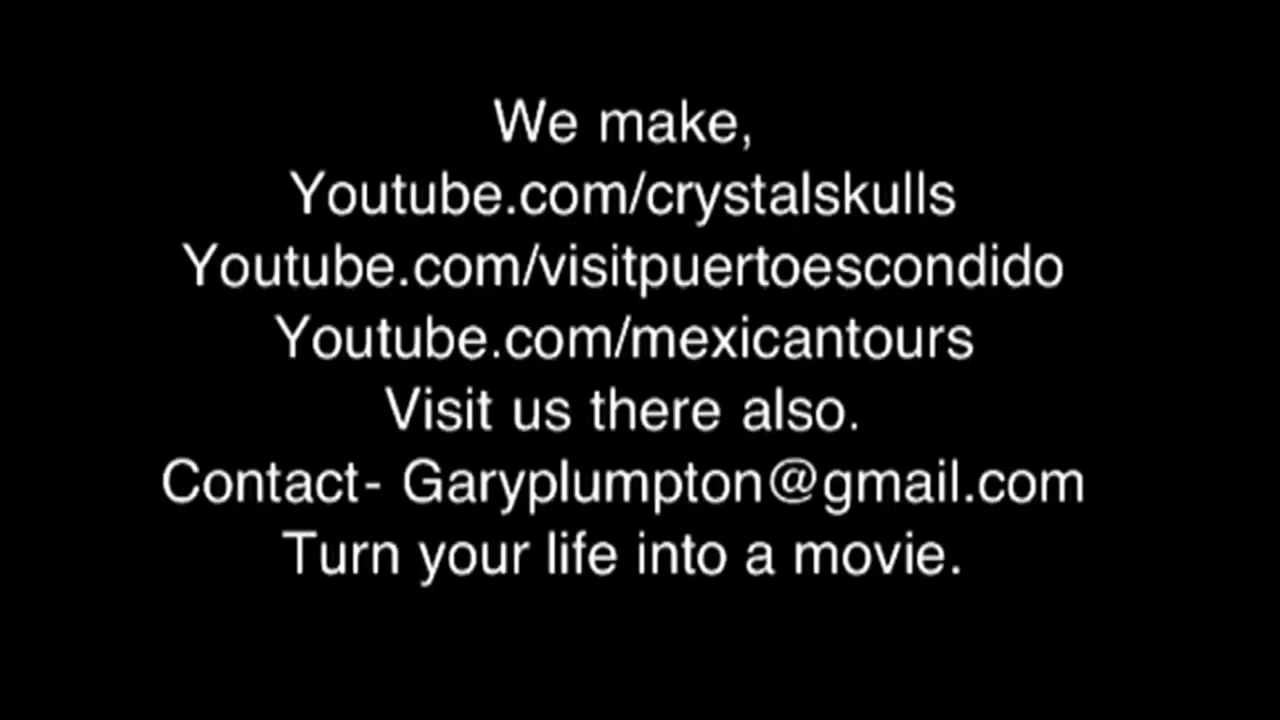 We make,
Youtube.com/crystalskulls
Youtube.com/visitpuertoescondido
Youtube.com/mexicantours
Visit us there also.
Contact- Garyplumpton@gmail.com
Turn your life into a movie.